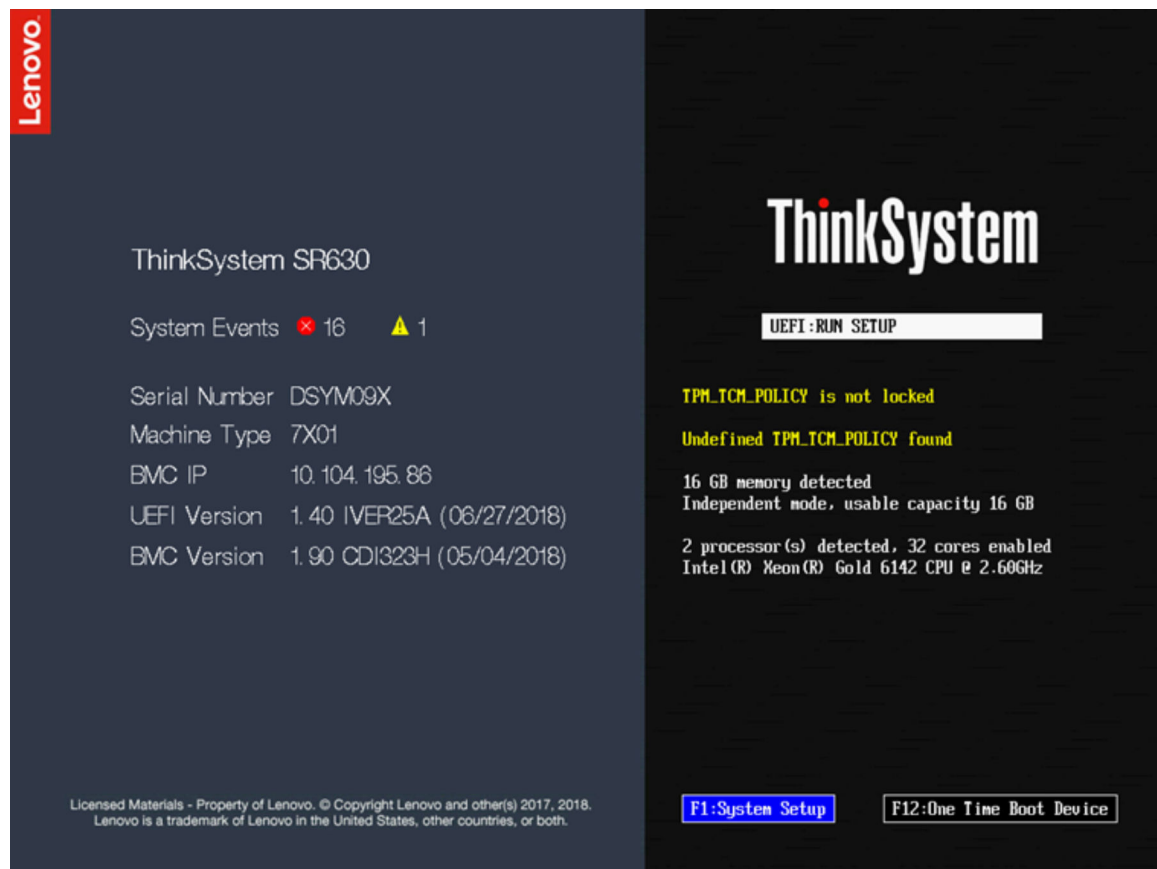 Lenovo.
ThinkSystem SR630
System Events 16 1
Serial Number DSYM09X
Machine Type 7X01
BMC IP 10.104.195.86
UEFI Version 1.40 IVER25A (06/27/2018)
BMC Version 1.90 CDI323H (05/04/2018)
Licensed Materials - Property of Lenovo. © Copyright Lenovo and other(s) 2017, 2018.
Lenovo is a trademark of Lenovo in the United States, other countries, or both.
ThinkSystem
UEFI:RUN SETUP
TPM_TCM_POLICY is not locked
Undefined TPM_TCM_POLICY found
16 GB memory detected
Independent mode, usable capacity 16 GB
2 processor(s) detected, 32 cores enabled
Intel(R) Xeon(R) Gold 6142 CPU @ 2.60GHz
F1:System Setup
F12:One Time Boot Device